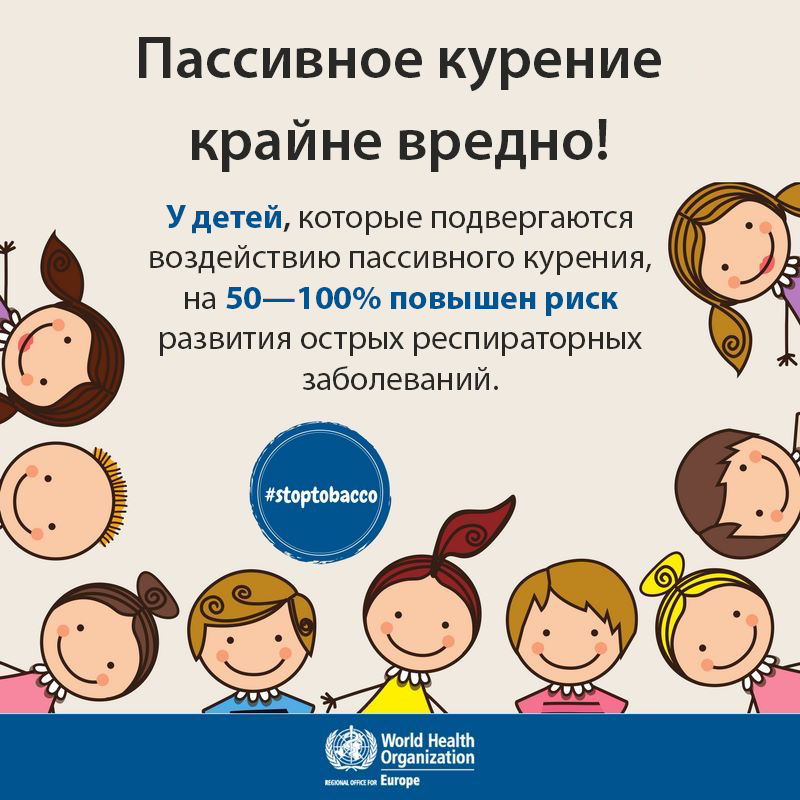 Пассивное курение
крайне вредно!
У детей, которые подвергаются
воздействию пассивного курения,
на 50—100% повышен риск
развития острых респираторных
заболеваний.
#stoptobacco
World Health
Organization
REGIONAL OFFICE FOR Europe